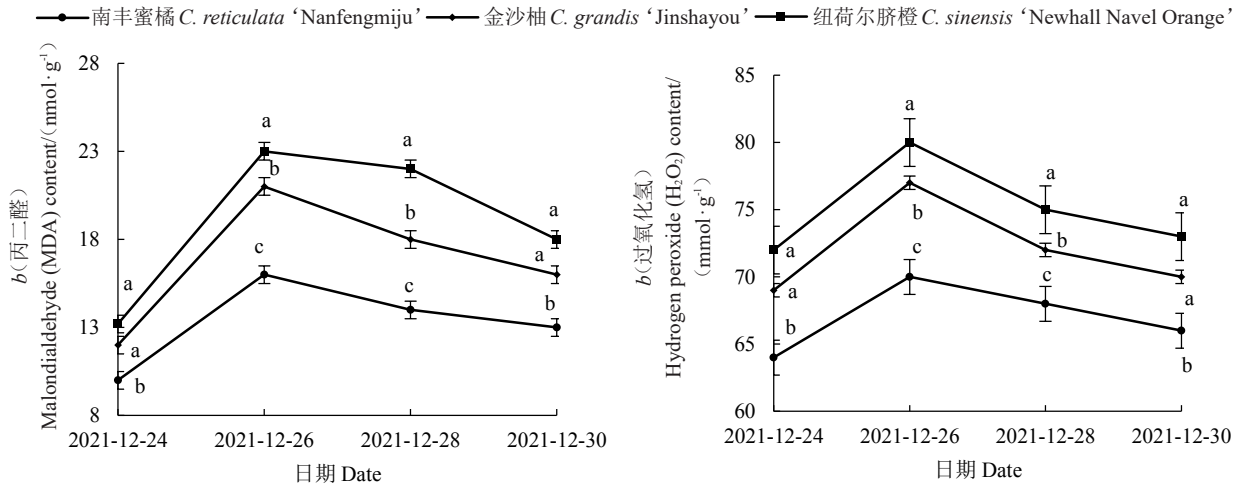 南丰蜜橘 C. reticulata ‘Nanfengmiju’ 金沙柚 C. grandis ‘Jinshayou’ 纽荷尔脐橙 C. sinensis ‘Newhall Navel Orange’
b(丙二醛)
Malondialdehyde (MDA) content/(nmol·g⁻¹)
28
23
18
13
8
a
a
b
a
b
c
a
b
c
a
a
b
2021-12-24 2021-12-26 2021-12-28 2021-12-30
日期 Date
b(过氧化氢)
Hydrogen peroxide (H₂O₂) content/
(mmol·g⁻¹)
85
80
75
70
65
60
a
a
b
a
b
c
a
b
c
a
a
b
2021-12-24 2021-12-26 2021-12-28 2021-12-30
日期 Date